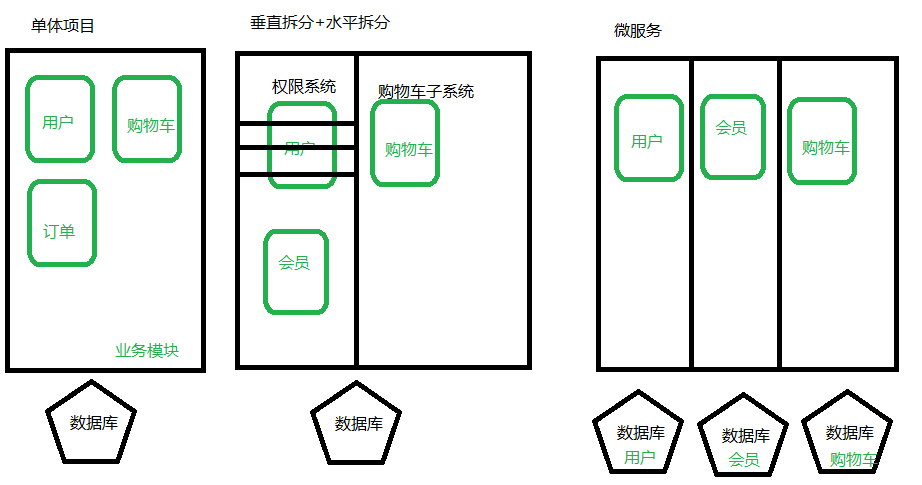 单体项目
用户
购物车
订单
业务模块
数据库
垂直拆分+水平拆分
权限系统
购物车子系统
用户
购物车
会员
数据库
微服务
用户
会员
购物车
数据库
用户
数据库
会员
数据库
购物车